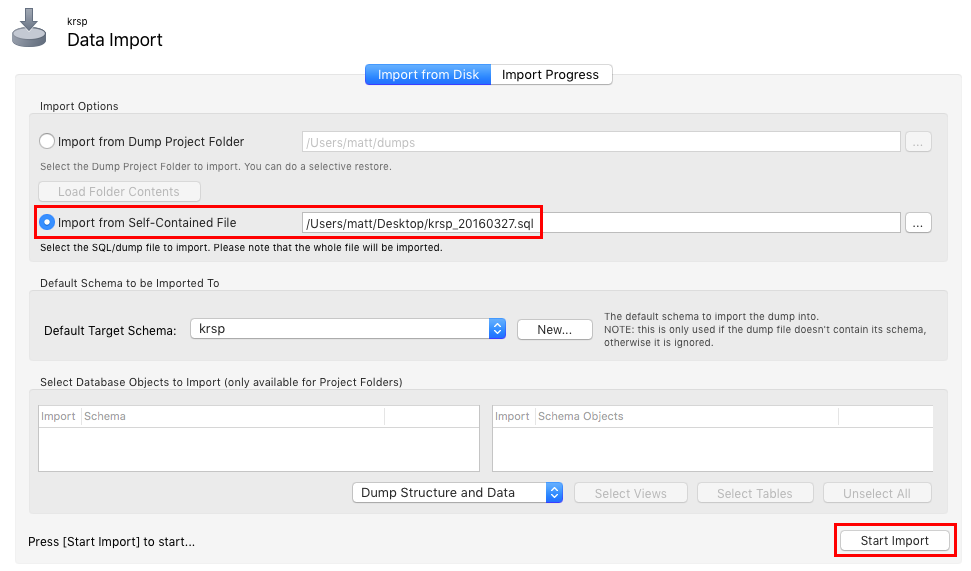 krsp
Data Import
Import from Disk
Import Progress
Import Options
Import from Dump Project Folder
/Users/matt/dumps
...
Select the Dump Project Folder to import. You can do a selective restore.
Load Folder Contents
Import from Self-Contained File
/Users/matt/Desktop/krsp_20160327.sql
...
Select the SQL/dump file to import. Please note that the whole file will be imported.
Default Schema to be Imported To
Default Target Schema:
krsp
New...
The default schema to import the dump into.
NOTE: this is only used if the dump file doesn't contain its schema,
otherwise it is ignored.
Select Database Objects to Import (only available for Project Folders)
Import
Schema
Import
Schema Objects
Dump Structure and Data
Select Views
Select Tables
Unselect All
Press [Start Import] to start...
Start Import